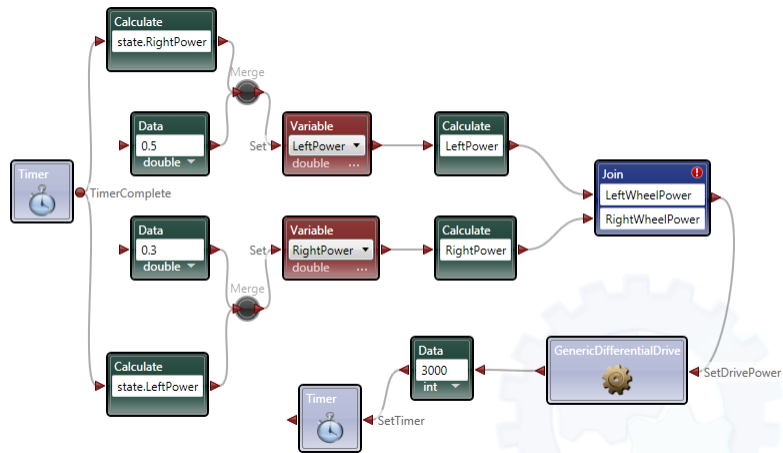 Calculate
state.RightPower
Merge
Data
0.5
double
Set
Variable
LeftPower
double ...
Calculate
LeftPower
Timer
TimerComplete
Join
LeftWheelPower
RightWheelPower
Data
0.3
double
Set
Variable
RightPower
double ...
Calculate
RightPower
Merge
Calculate
state.LeftPower
Timer
SetTimer
Data
3000
int
GenericDifferentialDrive
SetDrivePower